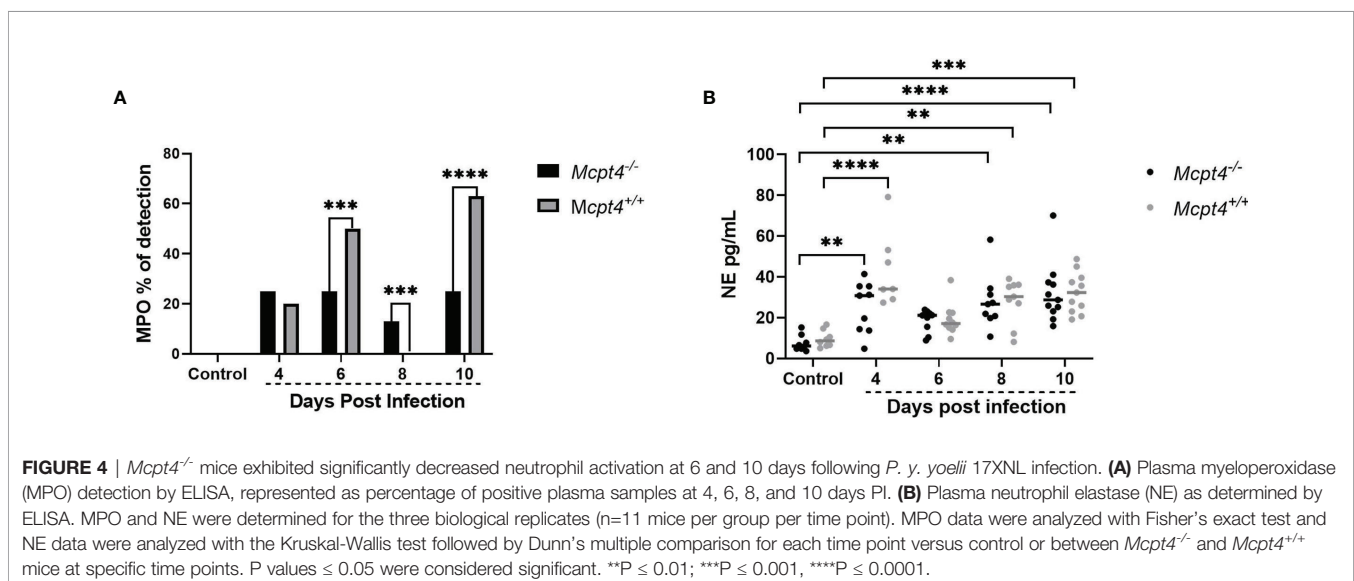 A
MPO % of detection
80
60
40
20
0
***
***
****
Mcpt4-/-
Mcpt4+/+
Control
4
6
8
10
Days Post Infection
B
NE pg/mL
100
80
60
40
20
0
***
****
**
**
****
**
Mcpt4-/-
Mcpt4+/+
Control
4
6
8
10
Days post infection
FIGURE 4 | Mcpt4-/- mice exhibited significantly decreased neutrophil activation at 6 and 10 days following P. y. yoelii 17XNL infection. (A) Plasma myeloperoxidase
(MPO) detection by ELISA, represented as percentage of positive plasma samples at 4, 6, 8, and 10 days PI. (B) Plasma neutrophil elastase (NE) as determined by
ELISA. MPO and NE were determined for the three biological replicates (n=11 mice per group per time point). MPO data were analyzed with Fisher's exact test and
NE data were analyzed with the Kruskal-Wallis test followed by Dunn's multiple comparison for each time point versus control or between Mcpt4-/- and Mcpt4+/+
mice at specific time points. P values ≤ 0.05 were considered significant. **P ≤ 0.01; ***P ≤ 0.001, ****P ≤ 0.0001.